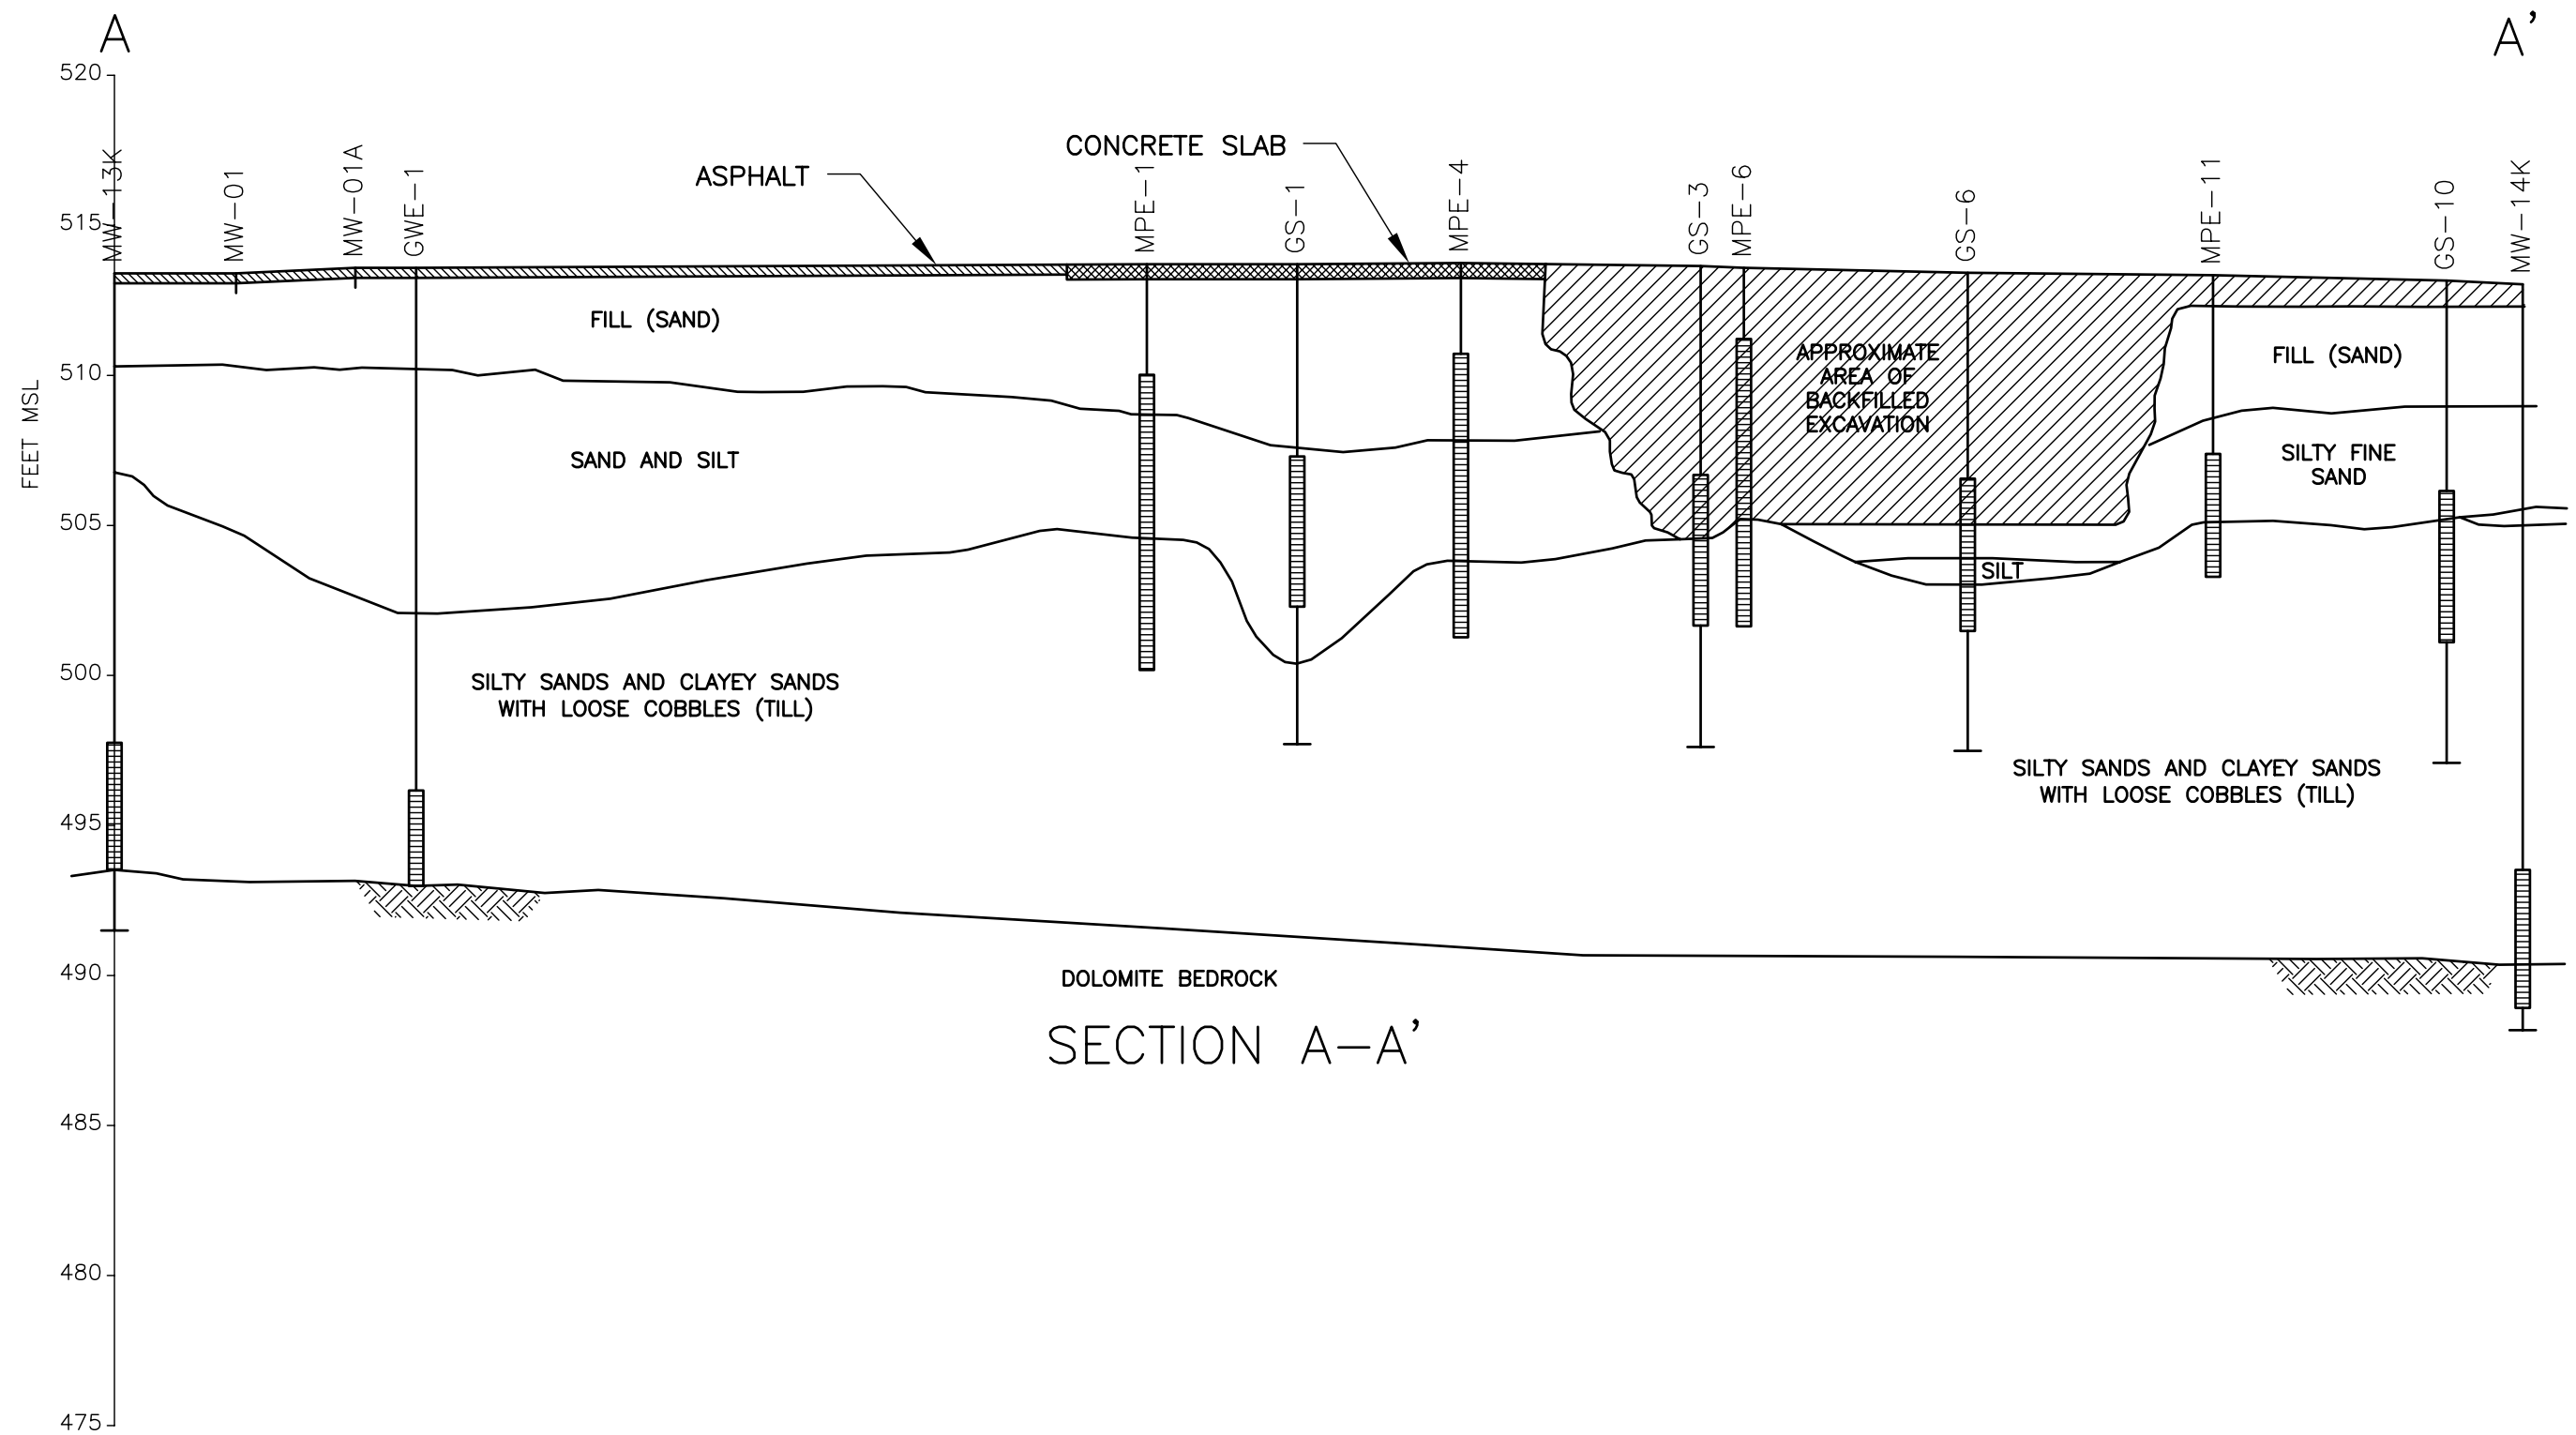 A
A'
520
CONCRETE SLAB
ASPHALT
MW-13K
MW-01
MW-01A
GWE-1
MPE-1
GS-1
MPE-4
GS-3
MPE-6
GS-6
MPE-11
GS-10
MW-14K
515
FILL (SAND)
APPROXIMATE
AREA OF
BACKFILLED
EXCAVATION
FILL (SAND)
510
FEET MSL
SAND AND SILT
SILTY FINE
SAND
505
SILT
500
SILTY SANDS AND CLAYEY SANDS
WITH LOOSE COBBLES (TILL)
SILTY SANDS AND CLAYEY SANDS
WITH LOOSE COBBLES (TILL)
495
490
DOLOMITE BEDROCK
SECTION A-A'
485
480
475